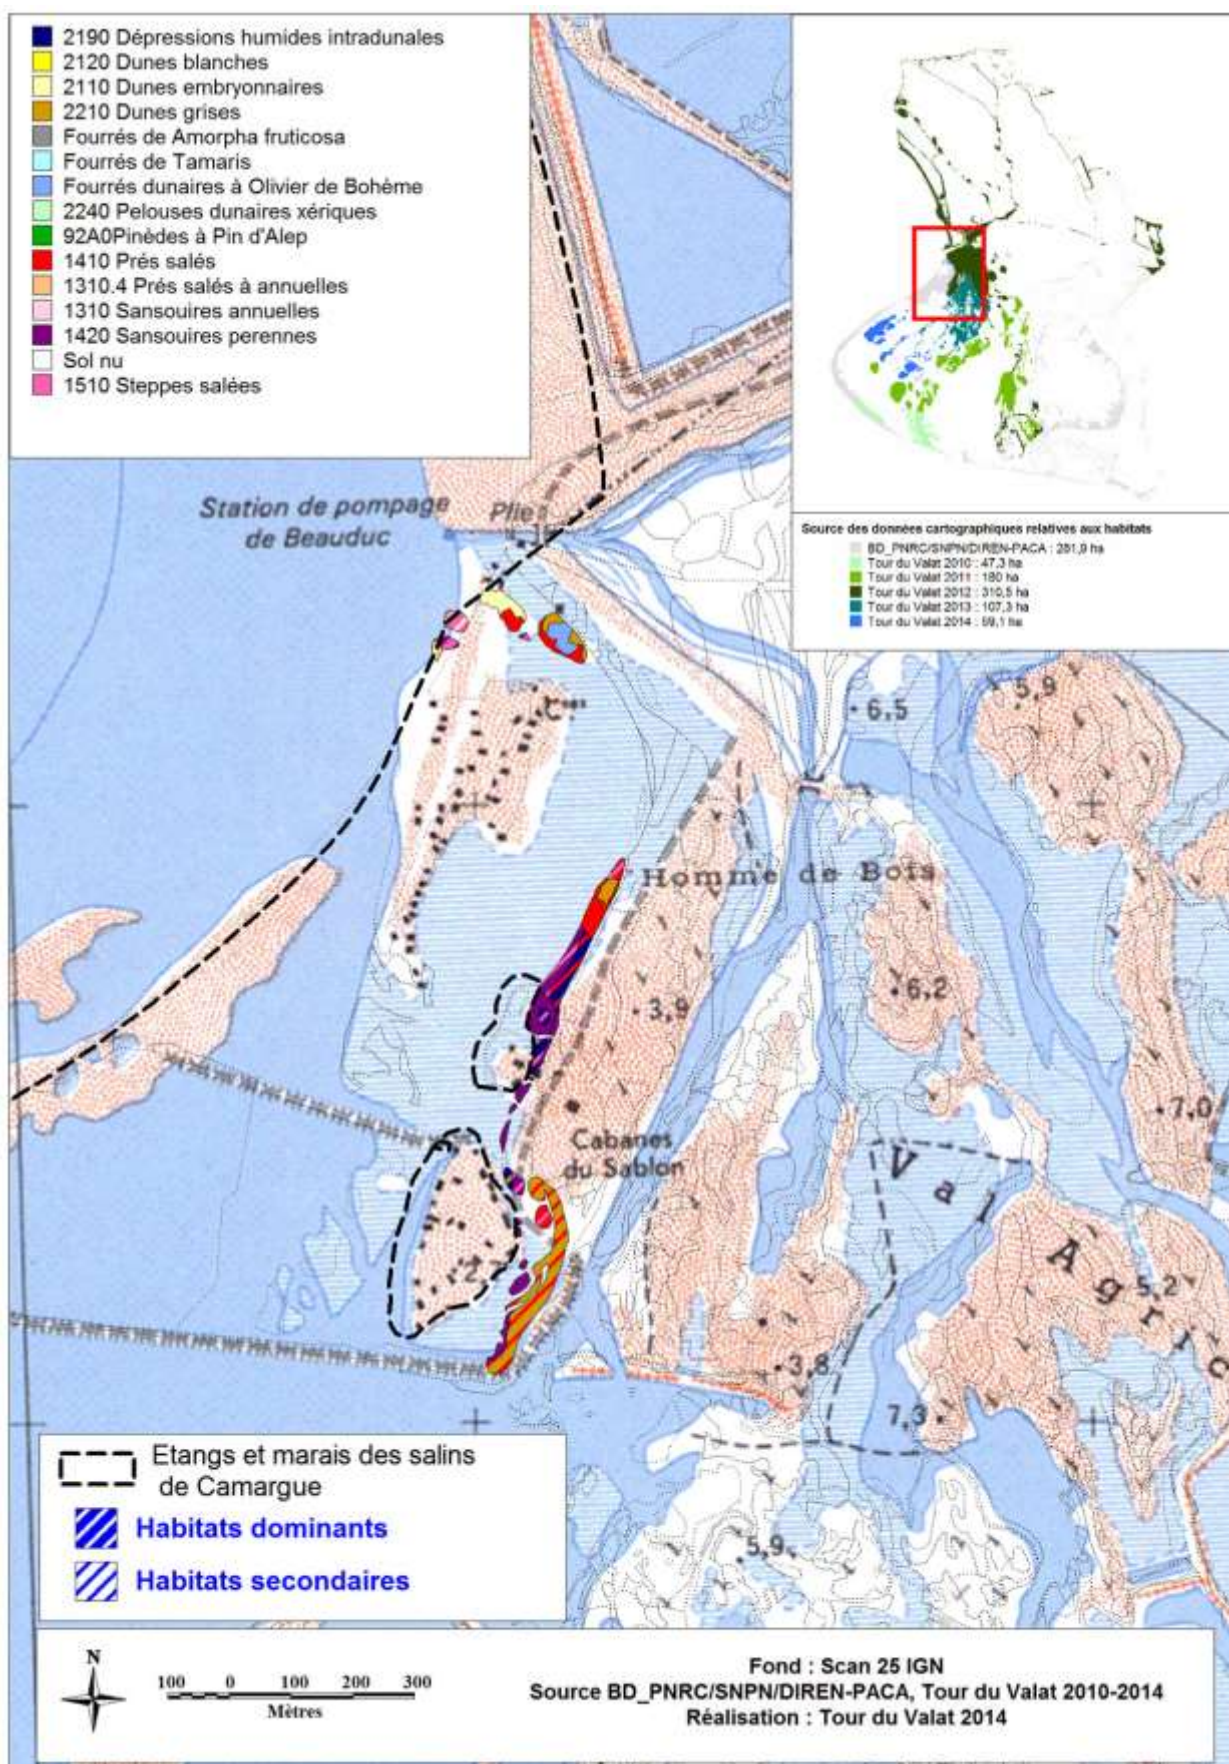 2190 Dépressions humides intradunales
2120 Dunes blanches
2110 Dunes embryonnaires
2210 Dunes grises
Fourrés de Amorpha fruticosa
Fourrés de Tamaris
Fourrés dunaires à Olivier de Bohème
2240 Pelouses dunaires xériques
92A0Pinèdes à Pin d'Alep
1410 Prés salés
1310.4 Prés salés à annuelles
1310 Sansouires annuelles
1420 Sansouires perennes
Sol nu
1510 Steppes salées
Source des données cartographiques relatives aux habitats
BD_PNRC/SNPN/DIREN-PACA : 281,9 ha
Tour du Valat 2010 : 47,3 ha
Tour du Valat 2011 : 180 ha
Tour du Valat 2012 : 310,5 ha
Tour du Valat 2013 : 107,3 ha
Tour du Valat 2014 : 59,1 ha
Station de pompage
de Beauduc
5,9
6,5
Homme de Bois
6,2
3,9
7,0
Cabanes
du Sablon
Val
Agric
5,2
2
3,8
7,3
5,9
Etangs et marais des salins
de Camargue
Habitats dominants
Habitats secondaires
N
100 0 100 200 300
Mètres
Fond : Scan 25 IGN
Source BD_PNRC/SNPN/DIREN-PACA, Tour du Valat 2010-2014
Réalisation : Tour du Valat 2014